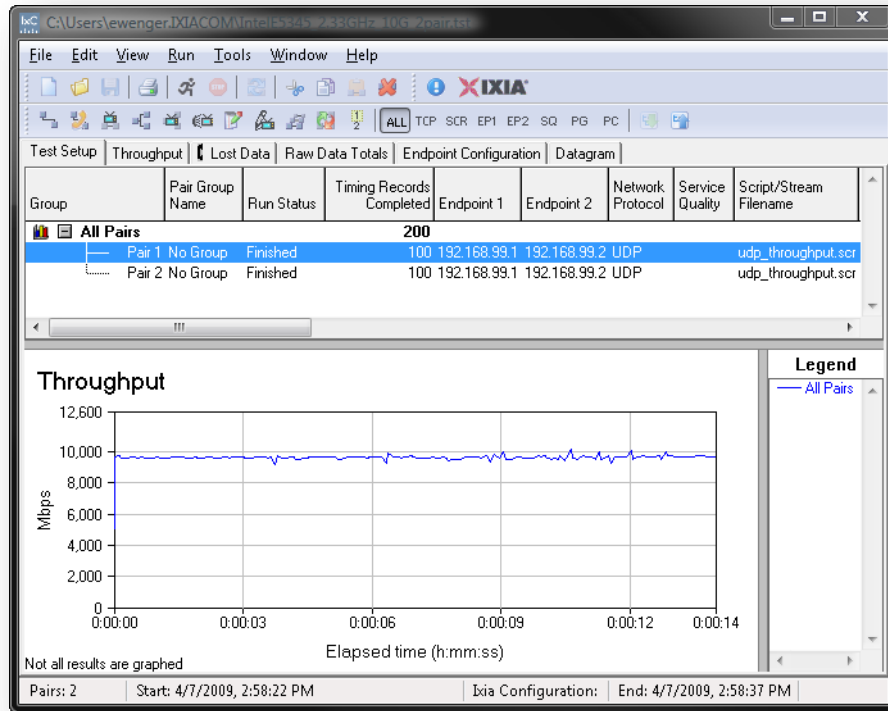 C:\Users\ewenger.IXIACOM\IntelE5345_2.33GHz_10G_2pair.tst
File Edit View Run Tools Window Help
IXIA
ALL TCP SCR EP1 EP2 SQ PG PC
Test Setup Throughput Lost Data Raw Data Totals Endpoint Configuration Datagram
Group Pair Group Name Run Status Timing Records Completed Endpoint 1 Endpoint 2 Network Protocol Service Quality Script/Stream Filename
All Pairs 200
Pair 1 No Group Finished 100 192.168.99.1 192.168.99.2 UDP udp_throughput.scr
Pair 2 No Group Finished 100 192.168.99.1 192.168.99.2 UDP udp_throughput.scr
Throughput
Legend
All Pairs
12,600
10,000
8,000
6,000
4,000
2,000
0
Mbps
0:00:00 0:00:03 0:00:06 0:00:09 0:00:12 0:00:14
Elapsed time (h:mm:ss)
Not all results are graphed
Pairs: 2 Start: 4/7/2009, 2:58:22 PM Ixia Configuration: End: 4/7/2009, 2:58:37 PM